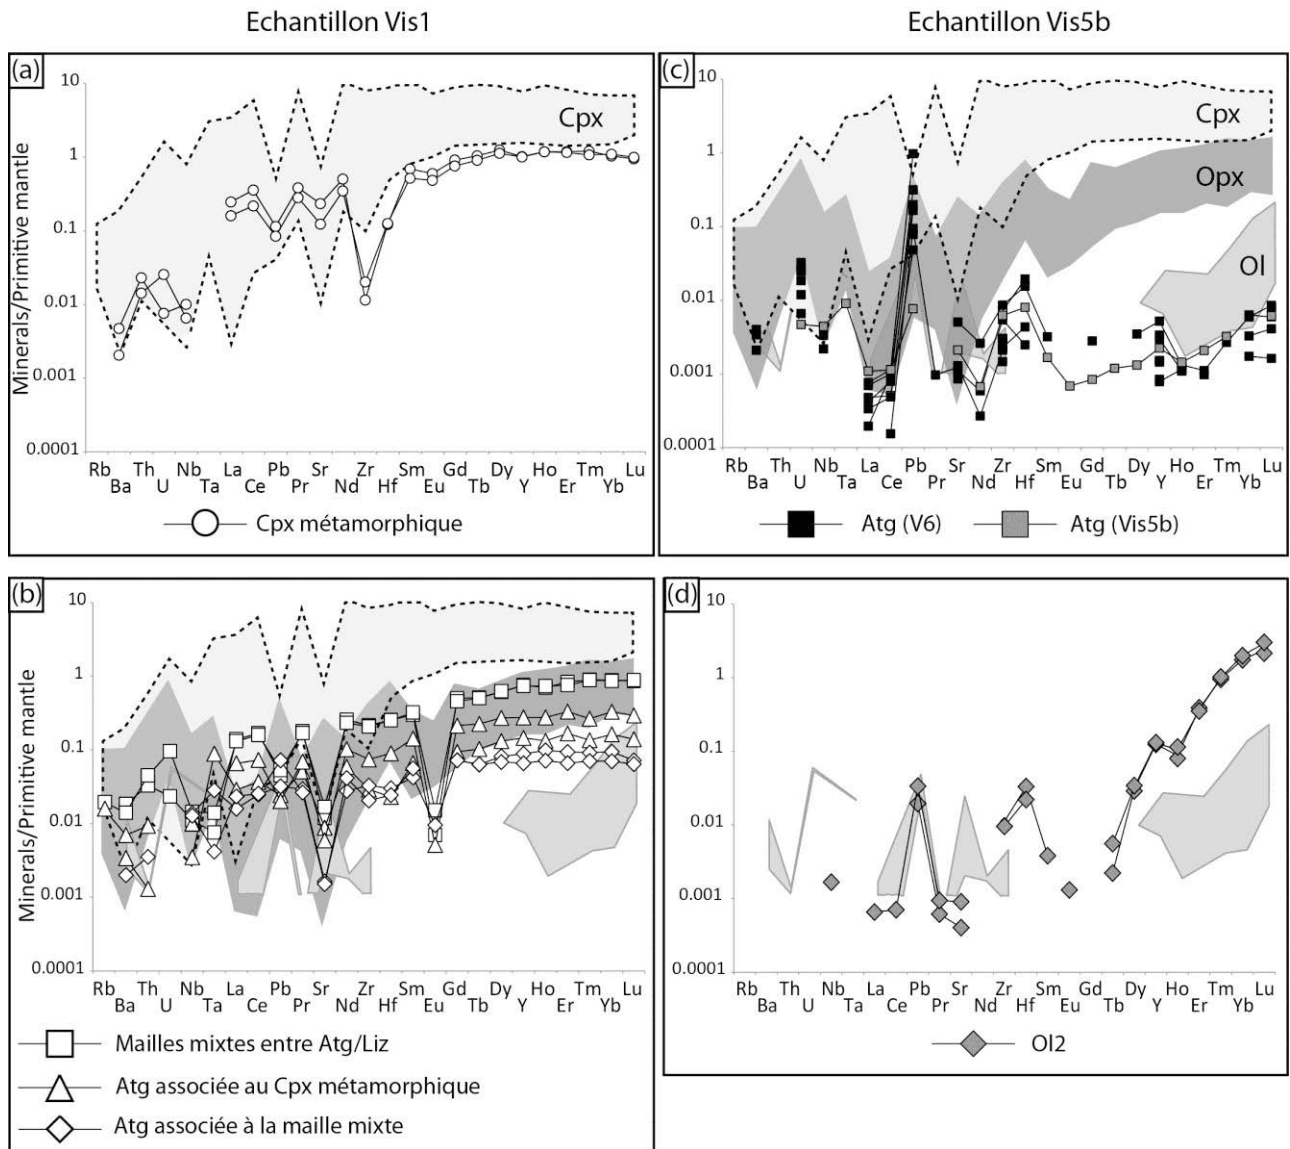 Echantillon Vis1
Echantillon Vis5b
(a)
10
1
0.1
0.01
0.001
0.0001
Minerals/Primitive mantle
Cpx
Rb Th Nb La Pb Sr Zr Sm Gd Dy Ho Tm Lu
Ba U Ta Ce Pr Nd Hf Eu Tb Y Er Yb
Cpx métamorphique
(c)
10
1
0.1
0.01
0.001
0.0001
Cpx
Opx
Ol
Rb Th Nb La Pb Sr Zr Sm Gd Dy Ho Tm Lu
Ba U Ta Ce Pr Nd Hf Eu Tb Y Er Yb
Atg (V6) Atg (Vis5b)
(b)
10
1
0.1
0.01
0.001
0.0001
Minerals/Primitive mantle
Rb Th Nb La Pb Sr Zr Sm Gd Dy Ho Tm Lu
Ba U Ta Ce Pr Nd Hf Eu Tb Y Er Yb
Mailles mixtes entre Atg/Liz
Atg associée au Cpx métamorphique
Atg associée à la maille mixte
(d)
10
1
0.1
0.01
0.001
0.0001
Rb Th Nb La Pb Sr Zr Sm Gd Dy Ho Tm Lu
Ba U Ta Ce Pr Nd Hf Eu Tb Y Er Yb
Ol2